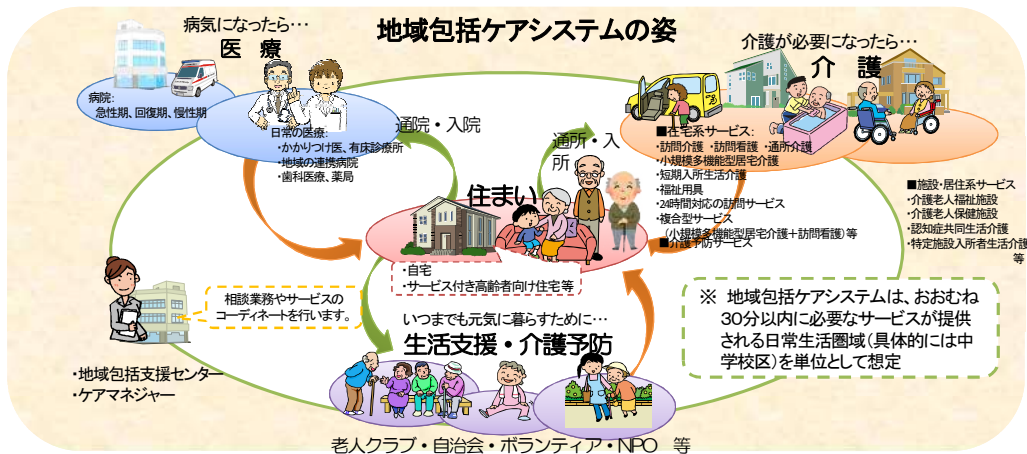 地域包括ケアシステムの姿
病気になったら…
医　療
病院：
急性期、回復期、慢性期
日常の医療：
・かかりつけ医、有床診療所
・地域の連携病院
・歯科医療、薬局
通院・入院
通所・入
所
介護が必要になったら…
介　護
■在宅系サービス：
・訪問介護　・訪問看護　・通所介護
・小規模多機能型居宅介護
・短期入所生活介護
・福祉用具
・24時間対応の訪問サービス
・複合型サービス
（小規模多機能型居宅介護＋訪問看護）等
■介護予防サービス
■施設・居住系サービス
・介護老人福祉施設
・介護老人保健施設
・認知症共同生活介護
・特定施設入所者生活介護
等
住まい
・自宅
・サービス付き高齢者向け住宅等
相談業務やサービスの
コーディネートを行います。
・地域包括支援センター
・ケアマネジャー
いつまでも元気に暮らすために…
生活支援・介護予防
老人クラブ・自治会・ボランティア・NPO　等
※　地域包括ケアシステムは、おおむね
30分以内に必要なサービスが提供
される日常生活圏域（具体的には中
学校区）を単位として想定